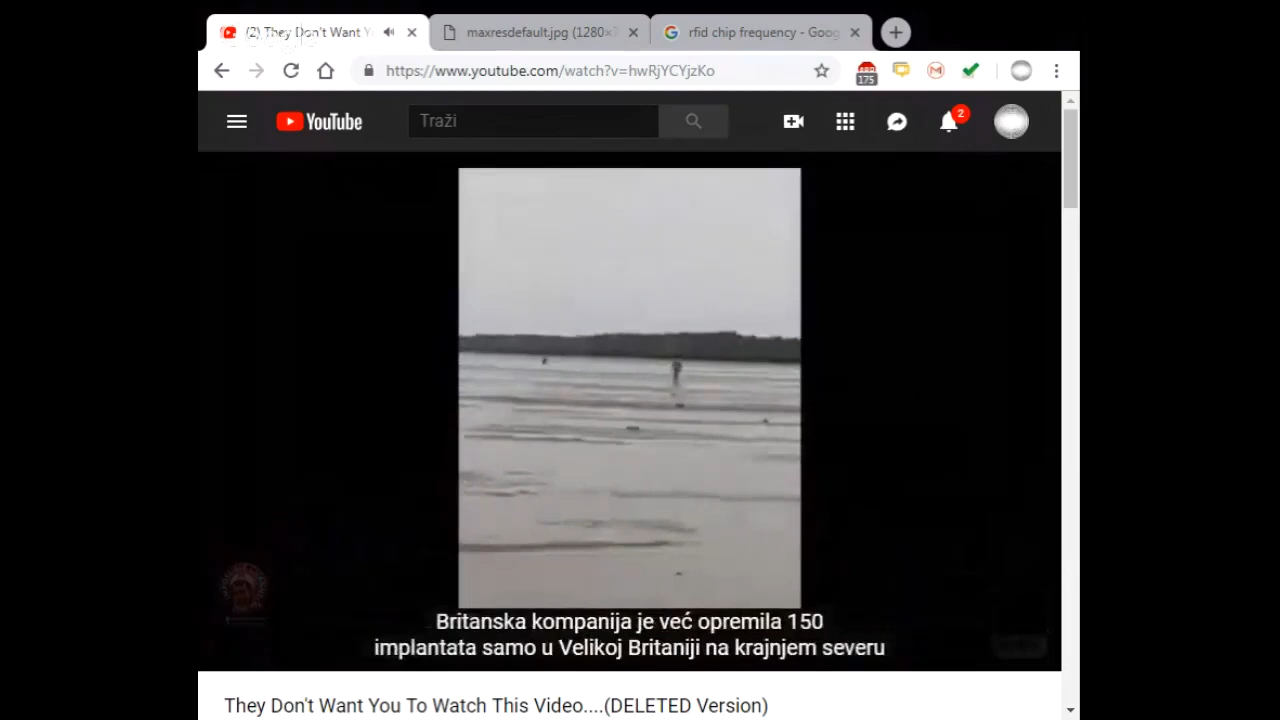 (2) They Don't Want Y
maxresdefault.jpg (1280×7
rfid chip frequency - Goog
https://www.youtube.com/watch?v=hwRjYCYjzKo
175
YouTube
Traži
2
Britanska kompanija je već opremila 150
implantata samo u Velikoj Britaniji na krajnjem severu
They Don't Want You To Watch This Video....(DELETED Version)